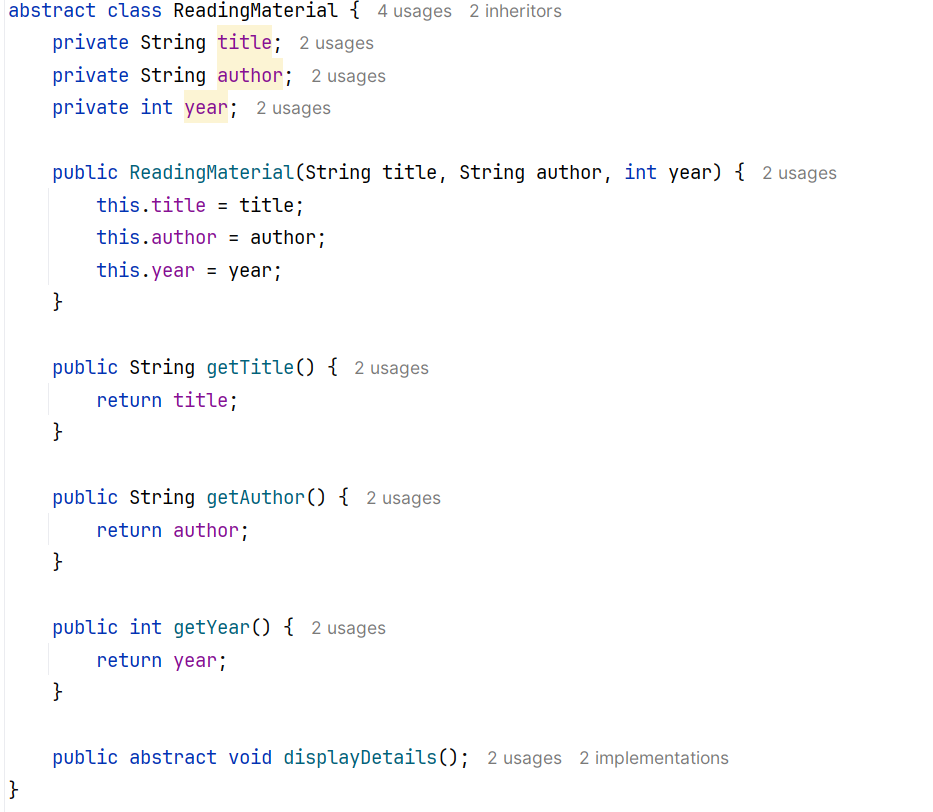 abstract class ReadingMaterial { 4 usages 2 inheritors
private String title; 2 usages
private String author; 2 usages
private int year; 2 usages
public ReadingMaterial(String title, String author, int year) { 2 usages
this.title = title;
this.author = author;
this.year = year;
}
public String getTitle() { 2 usages
return title;
}
public String getAuthor() { 2 usages
return author;
}
public int getYear() { 2 usages
return year;
}
public abstract void displayDetails(); 2 usages 2 implementations
}